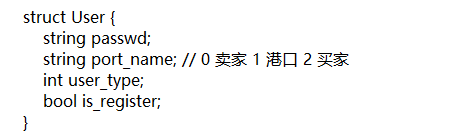 struct User {
string passwd;
string port_name; // 0 卖家 1 港口 2 买家
int user_type;
bool is_register;
}